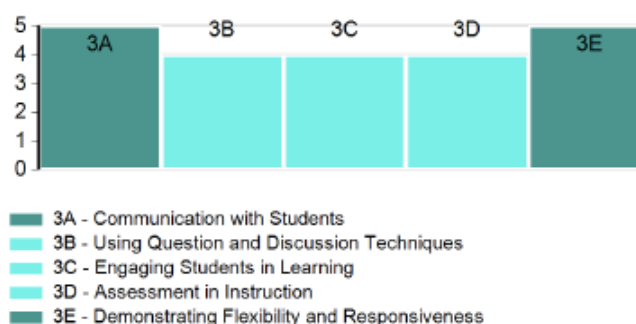 5
4
3
2
1
0
3A
3B
3C
3D
3E
3A - Communication with Students
3B - Using Question and Discussion Techniques
3C - Engaging Students in Learning
3D - Assessment in Instruction
3E - Demonstrating Flexibility and Responsiveness